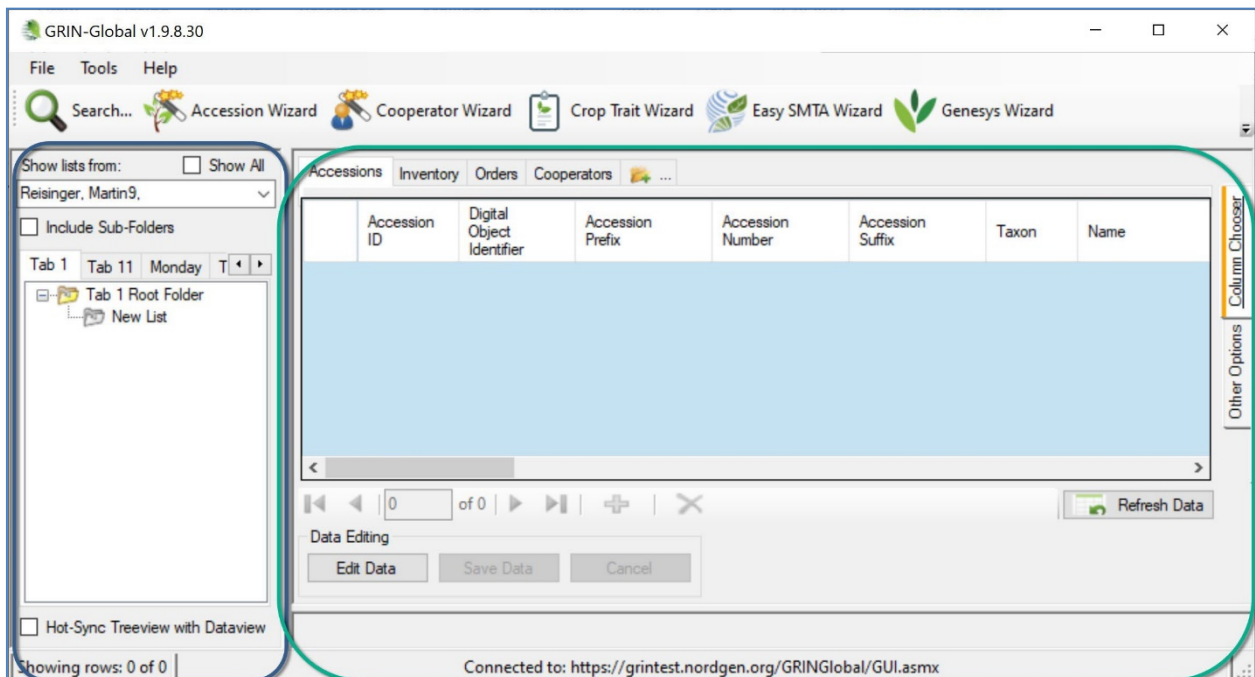 GRIN-Global v1.9.8.30
File Tools Help
Search... Accession Wizard Cooperator Wizard Crop Trait Wizard Easy SMTA Wizard Genesys Wizard
Show lists from: Show All
Reisinger, Martin9,
Include Sub-Folders
Tab 1 Tab 11 Monday T
Tab 1 Root Folder
New List
Hot-Sync Treeview with Dataview
Showing rows: 0 of 0
Accessions Inventory Orders Cooperators ...
Accession ID
Digital Object Identifier
Accession Prefix
Accession Number
Accession Suffix
Taxon
Name
Column Chooser
Other Options
0 of 0
Refresh Data
Data Editing
Edit Data Save Data Cancel
Connected to: https://grintest.nordgen.org/GRINGlobal/GUI.asmx